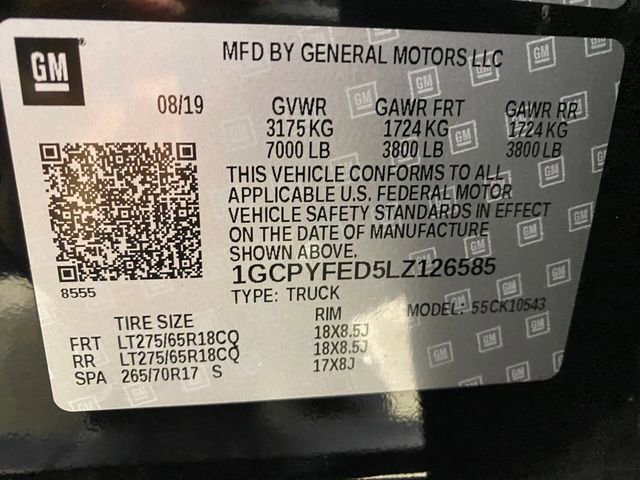 GM
MFD BY GENERAL MOTORS LLC
08/19 GVWR GAWR FRT GAWR RR
3175 KG 1724 KG 1724 KG
7000 LB 3800 LB 3800 LB
THIS VEHICLE CONFORMS TO ALL
APPLICABLE U.S. FEDERAL MOTOR
VEHICLE SAFETY STANDARDS IN EFFECT
ON THE DATE OF MANUFACTURE
SHOWN ABOVE.
1GCPYFED5LZ126585
8555
TYPE: TRUCK MODEL: 55CK10543
TIRE SIZE RIM
FRT LT275/65R18CQ 18X8.5J
RR LT275/65R18CQ 18X8.5J
SPA 265/70R17 S 17X8J